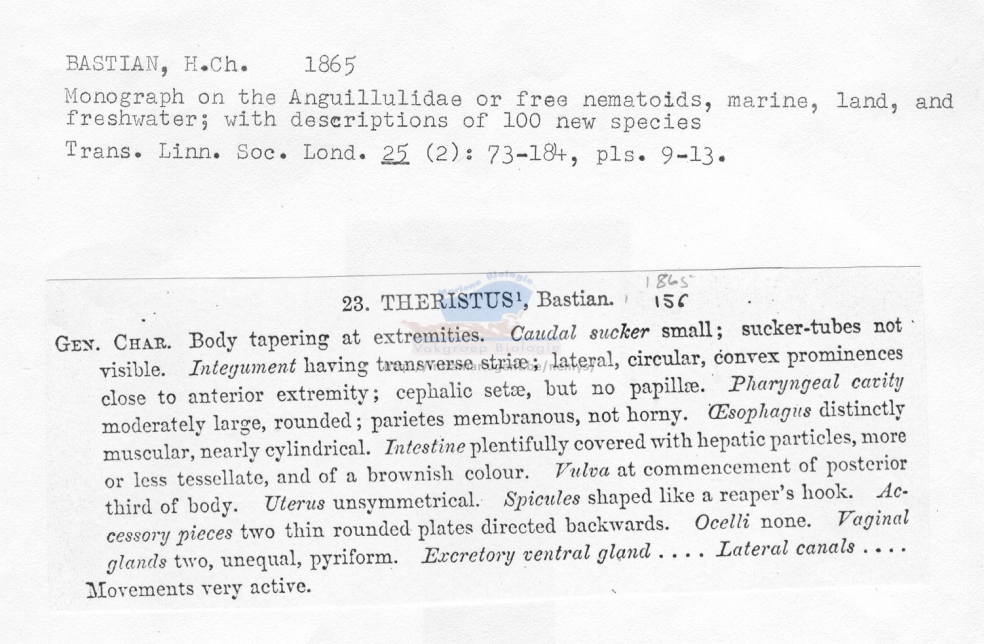 BASTIAN, H.Ch. 1865
Monograph on the Anguillulidae or free nematoids, marine, land, and
freshwater; with descriptions of 100 new species
Trans. Linn. Soc. Lond. 25 (2): 73-184, pls. 9-13.
1865
23. THERISTUS¹, Bastian. 156
GEN. CHAR. Body tapering at extremities. Caudal sucker small; sucker-tubes not
visible. Integument having transverse striæ; lateral, circular, convex prominences
close to anterior extremity; cephalic setæ, but no papillæ. Pharyngeal cavity
moderately large, rounded; parietes membranous, not horny. Œsophagus distinctly
muscular, nearly cylindrical. Intestine plentifully covered with hepatic particles, more
or less tessellate, and of a brownish colour. Vulva at commencement of posterior
third of body. Uterus unsymmetrical. Spicules shaped like a reaper's hook. Ac-
cessory pieces two thin rounded plates directed backwards. Ocelli none. Vaginal
glands two, unequal, pyriform. Excretory ventral gland .... Lateral canals ....
Movements very active.
Marine Biologie
Vakgroep Biologie